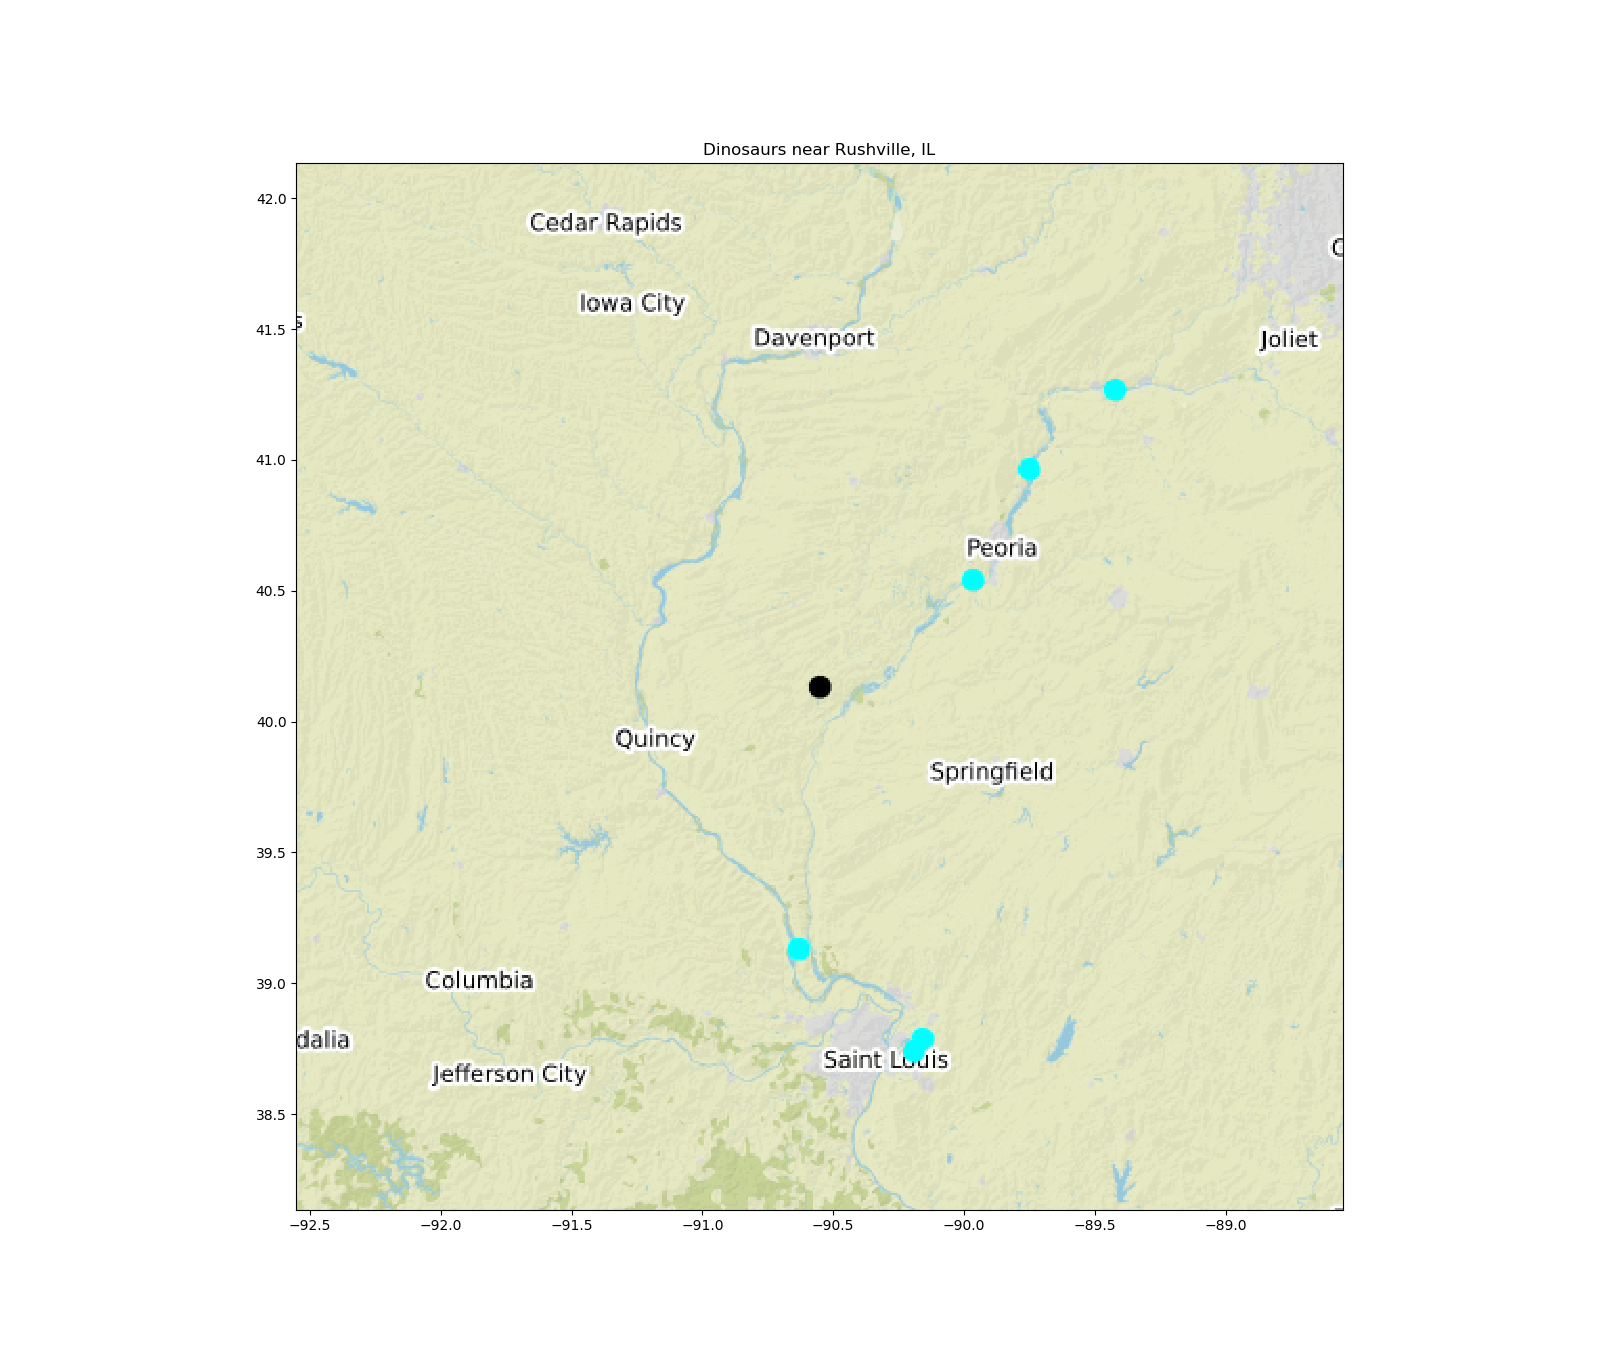 Dinosaurs near Rushville, IL
42.0
Cedar Rapids
C
Iowa City
s
41.5
Davenport
Joliet
41.0
Peoria
40.5
40.0
Quincy
Springfield
39.5
39.0
Columbia
dalia
Saint Louis
Jefferson City
38.5
−92.5 −92.0 −91.5 −91.0 −90.5 −90.0 −89.5 −89.0